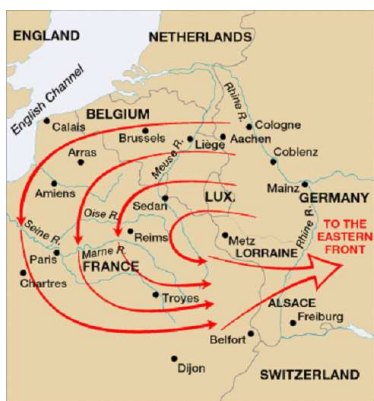 ENGLAND
NETHERLANDS
English Channel
Rhine R.
BELGIUM
Calais
Cologne
Brussels
Meuse R.
Liège
Aachen
Arras
Coblenz
Amiens
Mainz
Sedan
LUX.
GERMANY
Oise R.
Seine R.
Reims
Rhine R.
TO THE
EASTERN
FRONT
Metz
Marne R.
Paris
LORRAINE
FRANCE
Chartres
Troyes
ALSACE
Freiburg
Belfort
Dijon
SWITZERLAND